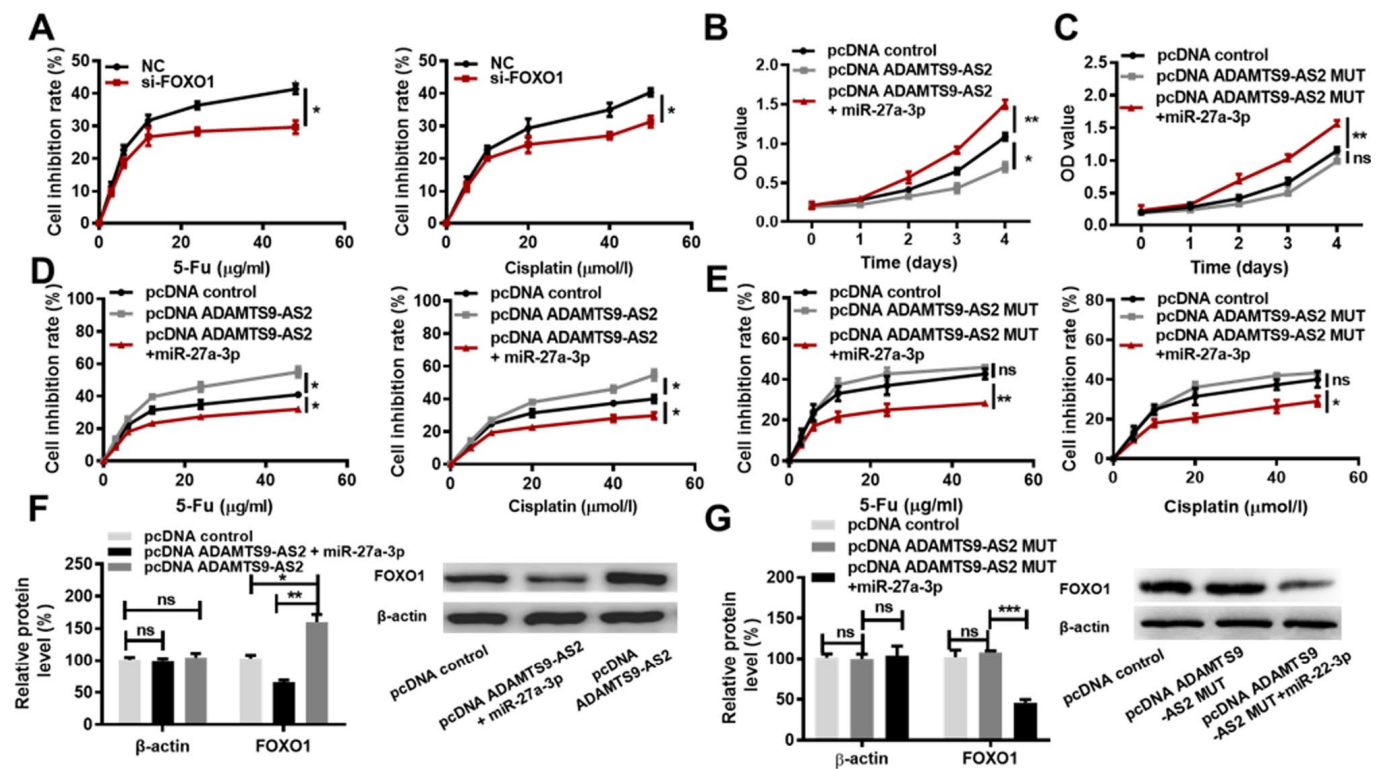 A
NC
si-FOXO1
Cell inhibition rate (%)
50
40
30
20
10
0
0
20
40
60
*
5-Fu (μg/ml)
NC
si-FOXO1
Cell inhibition rate (%)
50
40
30
20
10
0
0
20
40
60
*
Cisplatin (μmol/l)
B
pcDNA control
pcDNA ADAMTS9-AS2
pcDNA ADAMTS9-AS2
+ miR-27a-3p
OD value
2.0
1.5
1.0
0.5
0.0
0
1
2
3
4
**
*
Time (days)
C
pcDNA control
pcDNA ADAMTS9-AS2 MUT
pcDNA ADAMTS9-AS2 MUT
+miR-27a-3p
OD value
2.5
2.0
1.5
1.0
0.5
0.0
0
1
2
3
4
**
ns
Time (days)
D
pcDNA control
pcDNA ADAMTS9-AS2
pcDNA ADAMTS9-AS2
+miR-27a-3p
Cell inhibition rate (%)
100
80
60
40
20
0
0
20
40
60
*
*
5-Fu (μg/ml)
pcDNA control
pcDNA ADAMTS9-AS2
pcDNA ADAMTS9-AS2
+ miR-27a-3p
Cell inhibition rate (%)
100
80
60
40
20
0
0
20
40
60
*
*
Cisplatin (μmol/l)
E
pcDNA control
pcDNA ADAMTS9-AS2 MUT
pcDNA ADAMTS9-AS2 MUT
+miR-27a-3p
Cell inhibition rate (%)
80
60
40
20
0
0
20
40
60
ns
**
5-Fu (μg/ml)
pcDNA control
pcDNA ADAMTS9-AS2 MUT
pcDNA ADAMTS9-AS2 MUT
+miR-27a-3p
Cell inhibition rate (%)
80
60
40
20
0
0
20
40
60
ns
*
Cisplatin (μmol/l)
F
pcDNA control
pcDNA ADAMTS9-AS2 + miR-27a-3p
pcDNA ADAMTS9-AS2
Relative protein
level (%)
250
200
150
100
50
0
ns
ns
*
**
β-actin
FOXO1
FOXO1
β-actin
pcDNA control
pcDNA ADAMTS9-AS2
+ miR-27a-3p
pcDNA
ADAMTS9-AS2
G
pcDNA control
pcDNA ADAMTS9-AS2 MUT
pcDNA ADAMTS9-AS2 MUT
+miR-27a-3p
Relative protein
level (%)
200
150
100
50
0
ns
ns
ns
***
β-actin
FOXO1
FOXO1
β-actin
pcDNA control
pcDNA ADAMTS9
-AS2 MUT
pcDNA ADAMTS9
-AS2 MUT+miR-22-3p